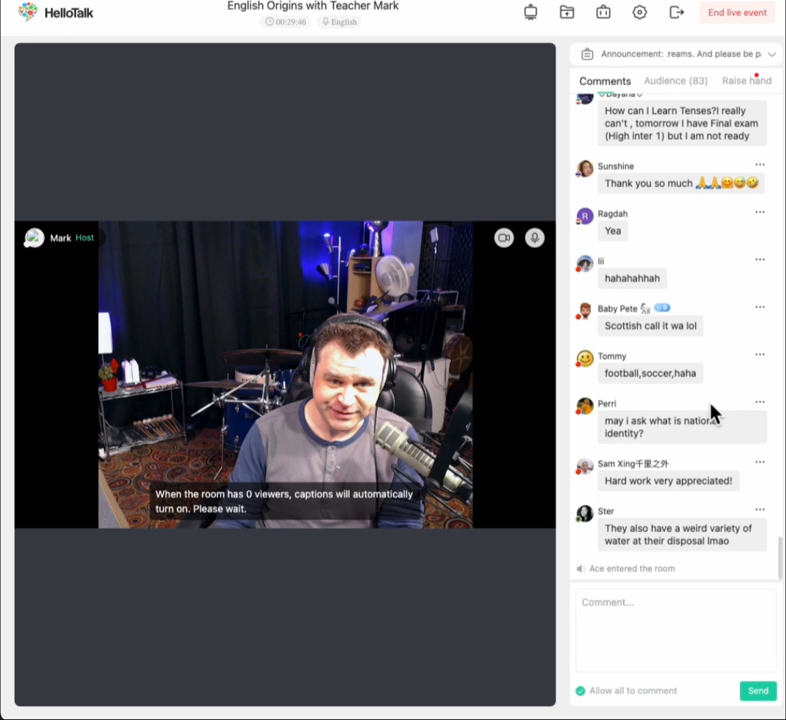 HelloTalk
English Origins with Teacher Mark
00:29:46
English
End live event
Announcement: reams. And please be
Comments
Audience (83)
Raise hand
Dayana
How can I Learn Tenses?I really
can't , tomorrow I have Final exam
(High inter 1) but I am not ready
Sunshine
Thank you so much 🙏🙏🤗😅🤣
R
Ragdah
Yea
hahahahhah
Baby Pete
Scottish call it wa lol
Tommy
football,soccer,haha
Perri
may i ask what is
identity?
Sam Xing千里之外
Hard work very appreciated!
Ster
They also have a weird variety of
water at their disposal lmao
Ace entered the room
Mark Host
When the room has 0 viewers, captions will automatically
turn on. Please wait.
Comment...
Allow all to comment
Send